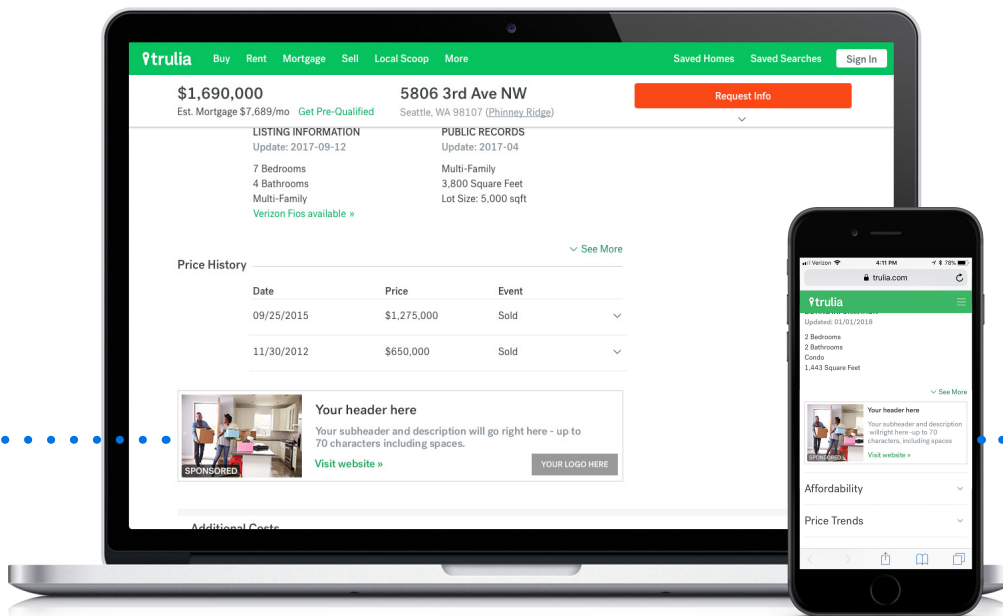 trulia Buy Rent Mortgage Sell Local Scoop More Saved Homes Saved Searches Sign In
$1,690,000 5806 3rd Ave NW Request Info
Est. Mortgage $7,689/mo Get Pre-Qualified Seattle, WA 98107 (Phinney Ridge)
LISTING INFORMATION PUBLIC RECORDS
Update: 2017-09-12 Update: 2017-04
7 Bedrooms Multi-Family
4 Bathrooms 3,800 Square Feet
Multi-Family Lot Size: 5,000 sqft
Verizon Fios available »
See More
Price History
Date Price Event
09/25/2015 $1,275,000 Sold
11/30/2012 $650,000 Sold
Your header here
Your subheader and description will go right here - up to
70 characters including spaces.
Visit website »
YOUR LOGO HERE
SPONSORED
Additional Costs
Verizon 4:11 PM 78%
trulia.com
trulia
LISTING INFORMATION
Updated: 01/01/2018
2 Bedrooms
2 Bathrooms
Condo
1,443 Square Feet
See More
Your header here
Your subheader and description
willright here -up to 70
characters. including spaces
Visit website »
SPONSORED
Affordability
Price Trends